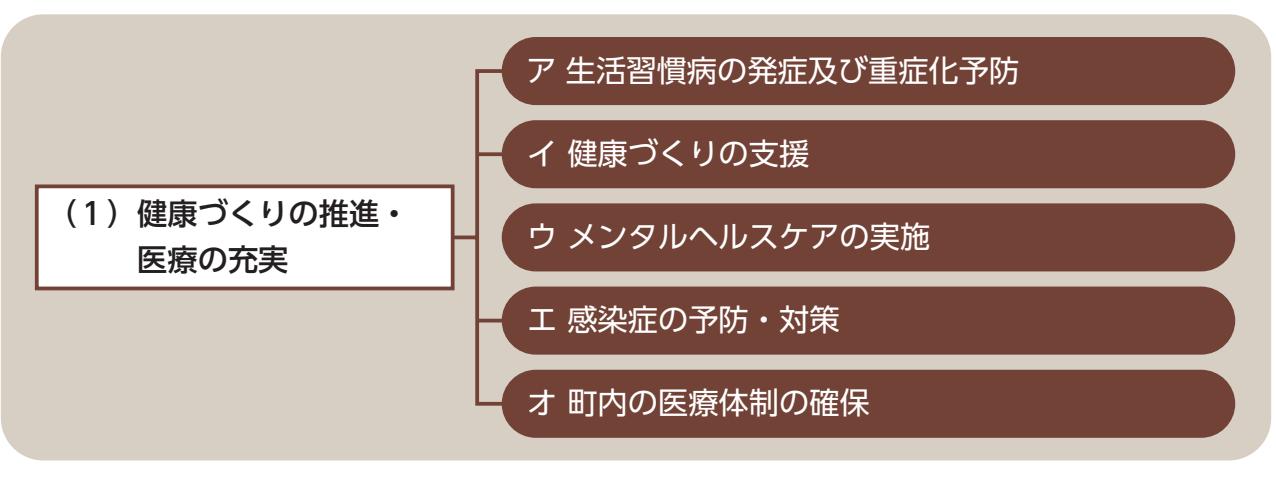 （1）健康づくりの推進・
医療の充実
ア 生活習慣病の発症及び重症化予防
イ 健康づくりの支援
ウ メンタルヘルスケアの実施
エ 感染症の予防・対策
オ 町内の医療体制の確保